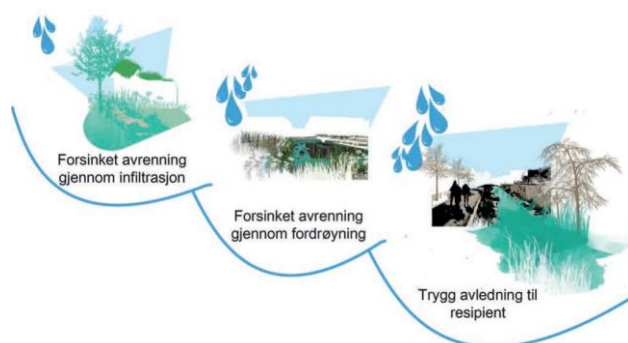 Forsinket avrenning
gjennom infiltrasjon
Forsinket avrenning
gjennom fordrøyning
Trygg avledning til
resipient